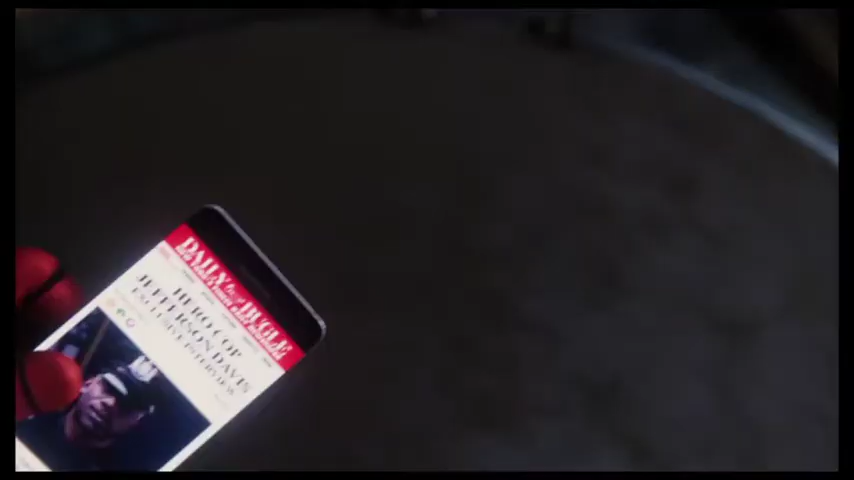 DAILY BUGLE
HERO COP
JEFFERSON DAVIS
EXCLUSIVE INTERVIEW